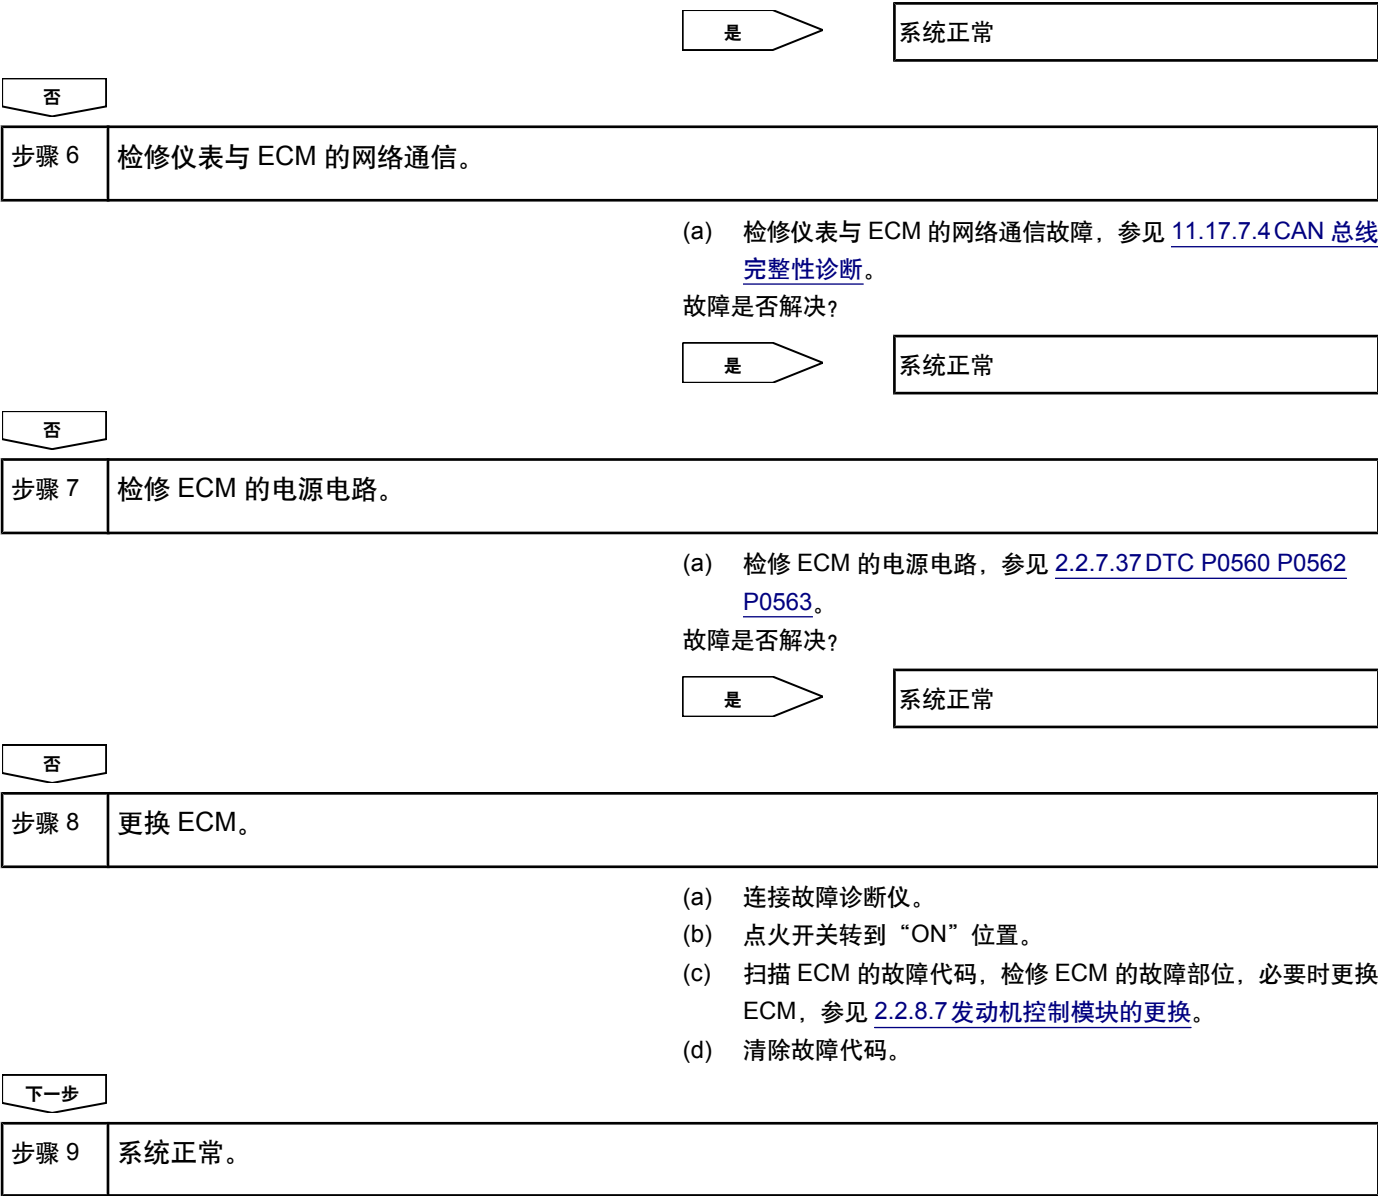 是
系统正常
否
步骤 6 检修仪表与 ECM 的网络通信。
(a) 检修仪表与 ECM 的网络通信故障，参见 11.17.7.4 CAN 总线
完整性诊断。
故障是否解决？
是
系统正常
否
步骤 7 检修 ECM 的电源电路。
(a) 检修 ECM 的电源电路，参见 2.2.7.37 DTC P0560 P0562
P0563。
故障是否解决？
是
系统正常
否
步骤 8 更换 ECM。
(a) 连接故障诊断仪。
(b) 点火开关转到“ON”位置。
(c) 扫描 ECM 的故障代码，检修 ECM 的故障部位，必要时更换
ECM，参见 2.2.8.7 发动机控制模块的更换。
(d) 清除故障代码。
下一步
步骤 9 系统正常。